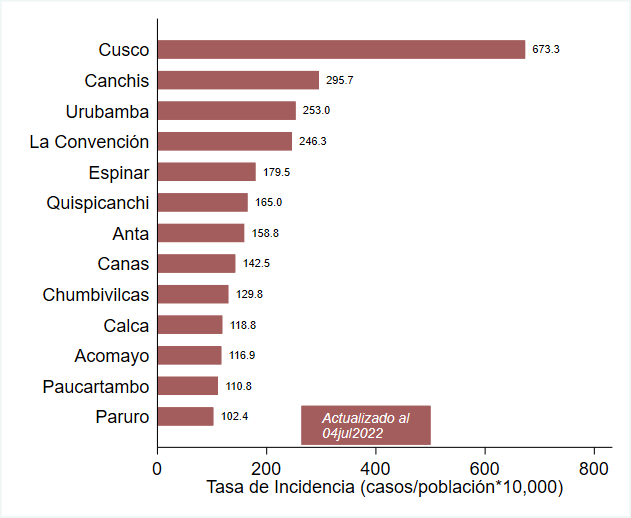 Cusco 673.3
Canchis 295.7
Urubamba 253.0
La Convención 246.3
Espinar 179.5
Quispicanchi 165.0
Anta 158.8
Canas 142.5
Chumbivilcas 129.8
Calca 118.8
Acomayo 116.9
Paucartambo 110.8
Paruro 102.4
Actualizado al
04jul2022
0 200 400 600 800
Tasa de Incidencia (casos/población*10,000)